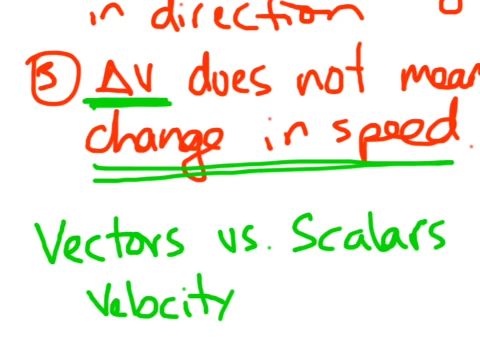 in direction
③ ΔV does not mean
change in speed.
Vectors vs. Scalars
Velocity